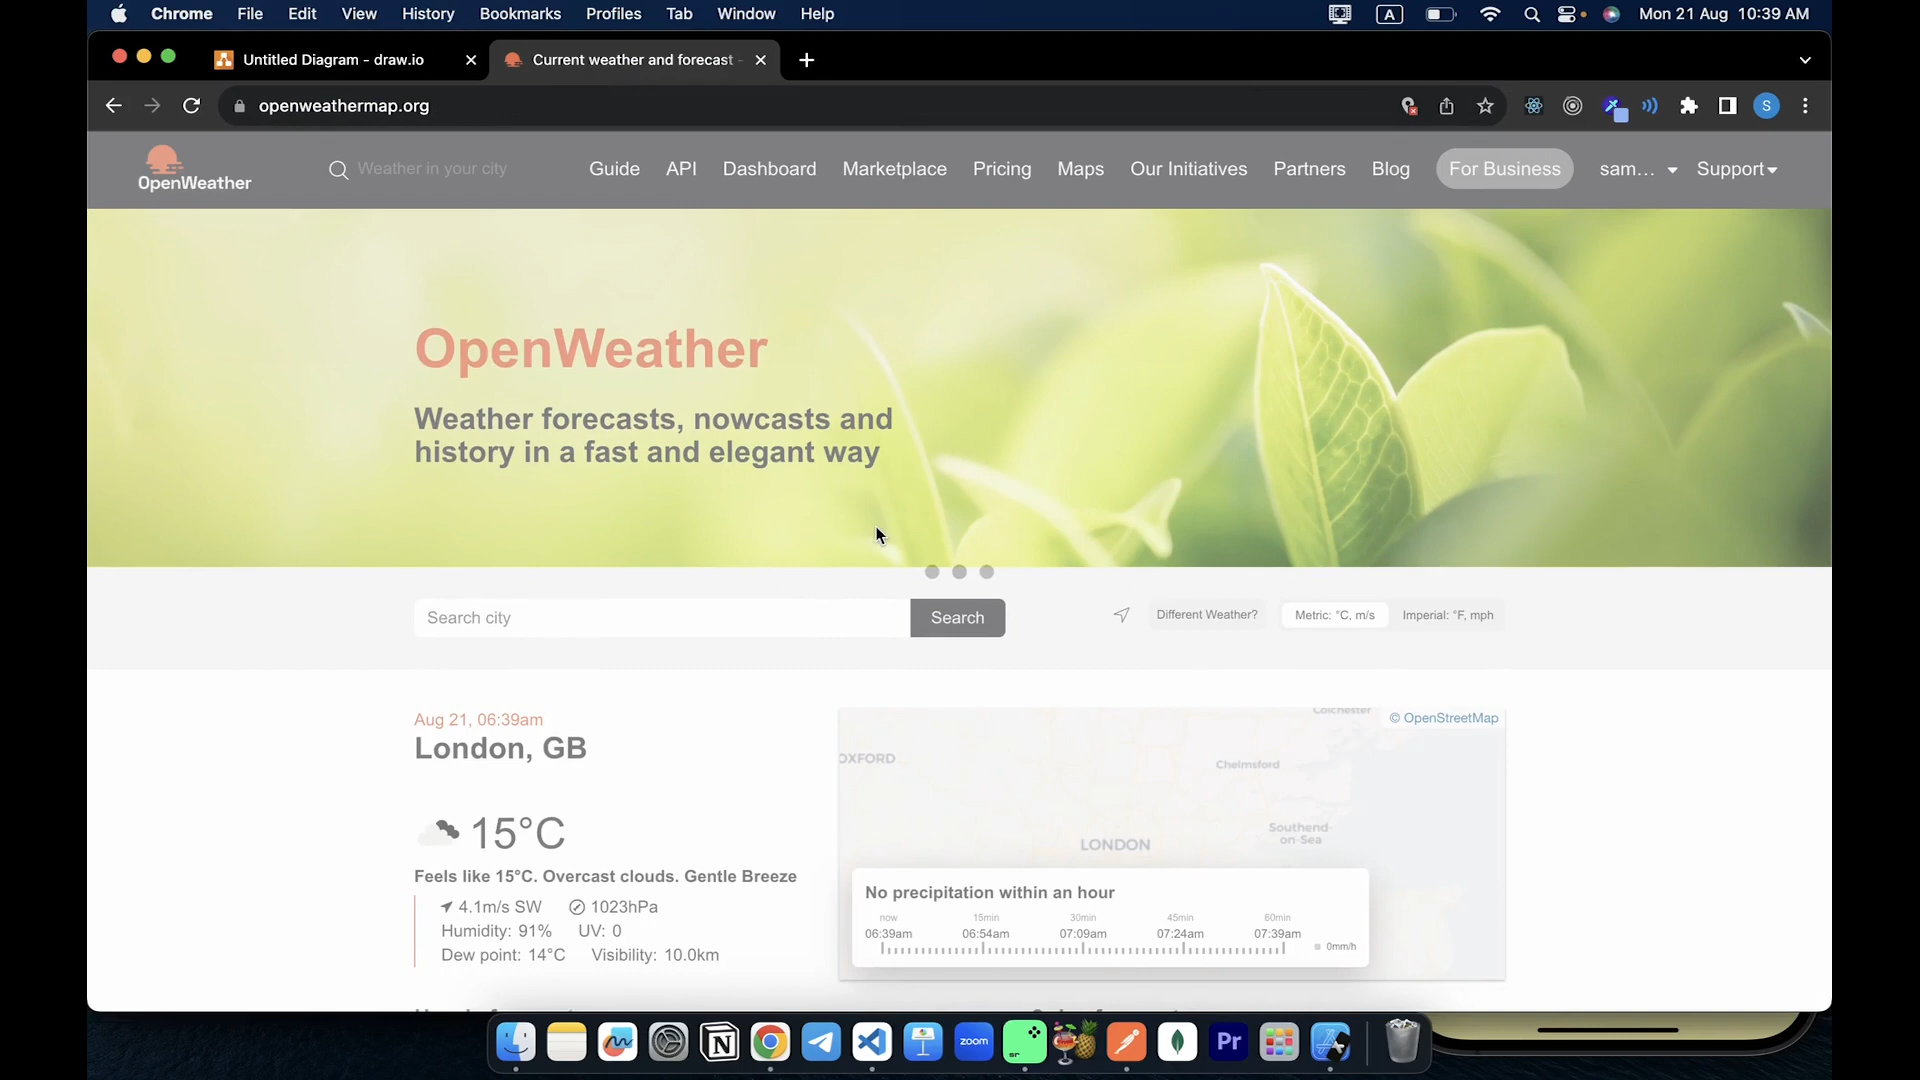 Chrome File Edit View History Bookmarks Profiles Tab Window Help A Mon 21 Aug 10:39 AM
Untitled Diagram - draw.io Current weather and forecast -
openweathermap.org S
OpenWeather Weather in your city Guide API Dashboard Marketplace Pricing Maps Our Initiatives Partners Blog For Business sam... Support
OpenWeather
Weather forecasts, nowcasts and
history in a fast and elegant way
Search city Search Different Weather? Metric: °C, m/s Imperial: °F, mph
Aug 21, 06:39am
London, GB
15°C
Feels like 15°C. Overcast clouds. Gentle Breeze
4.1m/s SW 1023hPa
Humidity: 91% UV: 0
Dew point: 14°C Visibility: 10.0km
Colchester © OpenStreetMap
OXFORD Chelmsford
LONDON
Southend-
on-Sea
No precipitation within an hour
now 15min 30min 45min 60min
06:39am 06:54am 07:09am 07:24am 07:39am
0mm/h
zoom
sr
Pr